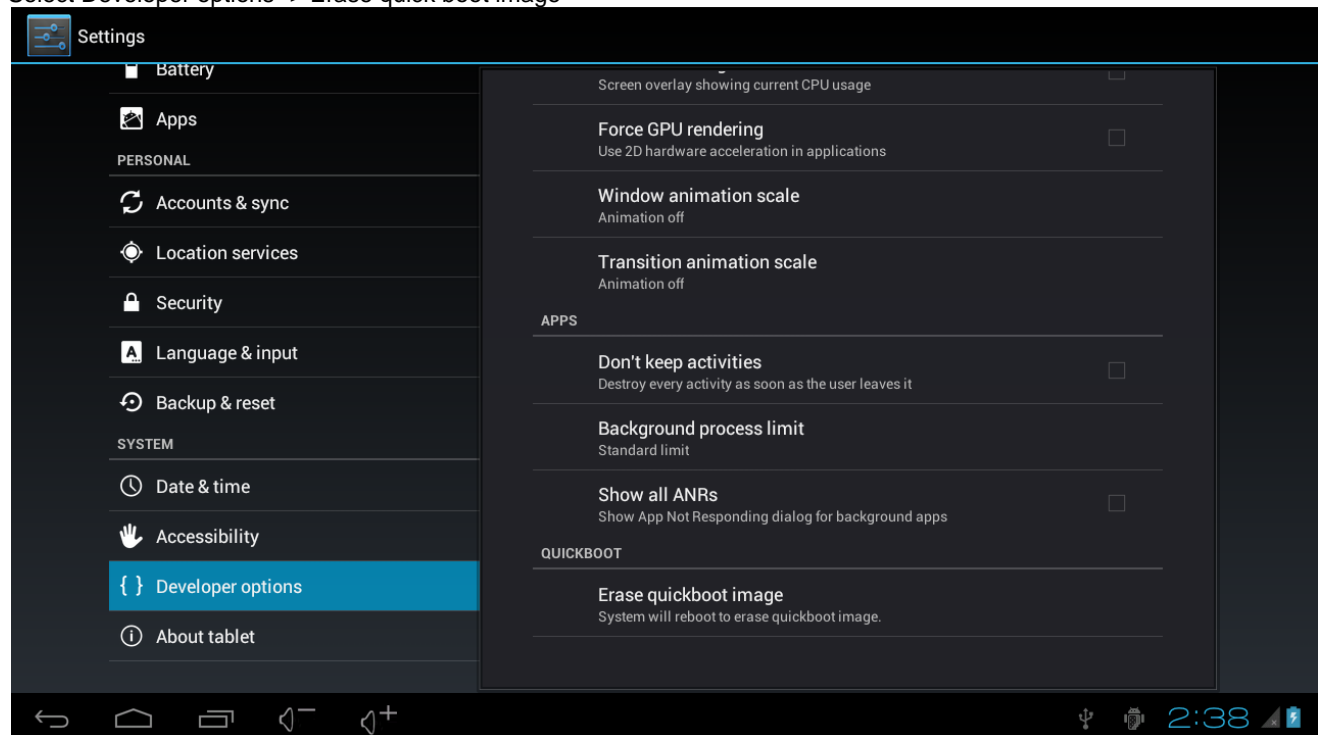 Select Developer options -> Erase quick boot image
Settings
Battery
Apps
PERSONAL
Accounts & sync
Location services
Security
Language & input
Backup & reset
SYSTEM
Date & time
Accessibility
{ } Developer options
About tablet
Screen overlay showing current CPU usage
Force GPU rendering
Use 2D hardware acceleration in applications
Window animation scale
Animation off
Transition animation scale
Animation off
APPS
Don't keep activities
Destroy every activity as soon as the user leaves it
Background process limit
Standard limit
Show all ANRs
Show App Not Responding dialog for background apps
QUICKBOOT
Erase quickboot image
System will reboot to erase quickboot image.
2:38